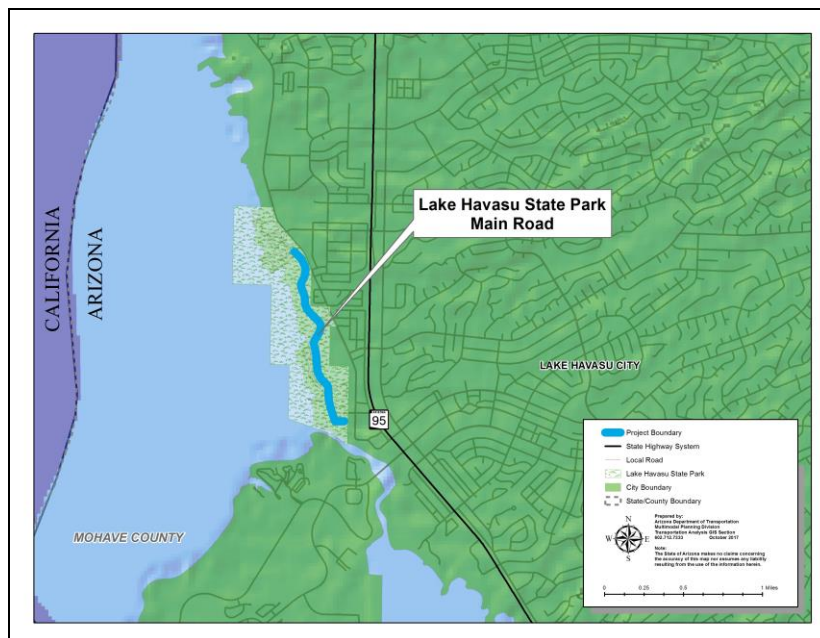 Lake Havasu State Park
Main Road
CALIFORNIA
ARIZONA
LAKE HAVASU CITY
95
MOHAVE COUNTY
Project Boundary
State Highway System
Local Road
Lake Havasu State Park
City Boundary
State/County Boundary
N
W
E
S
Prepared by:
Arizona Department of Transportation
Multimodal Planning Division
Transportation Analysis GIS Section
602.712.7333 October 2017
Note:
The State of Arizona makes no claims concerning
the accuracy of this map nor assumes any liability
resulting from the use of the information herein.
0 0.25 0.5 1 Miles